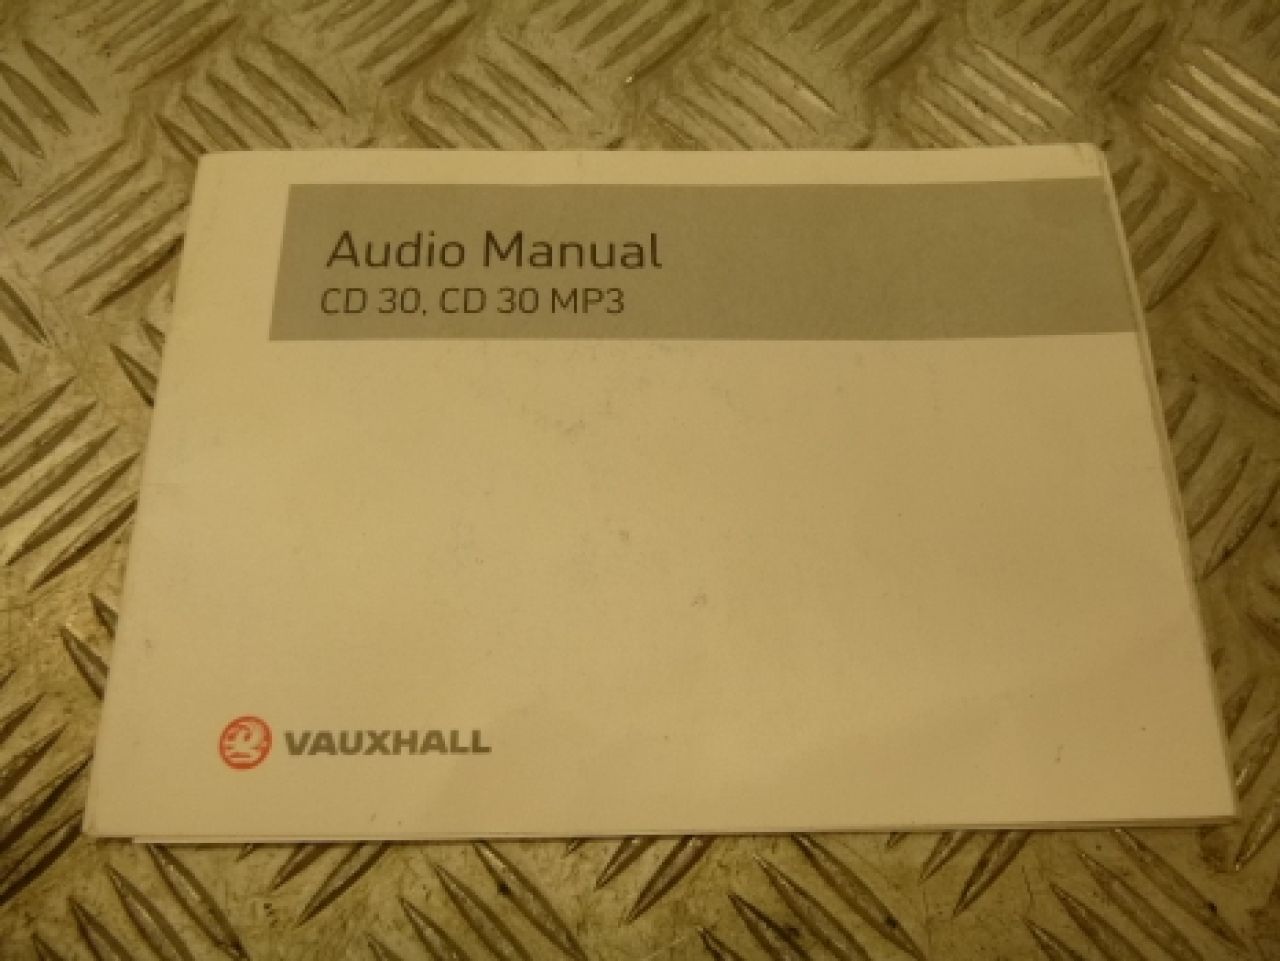 Audio Manual
CD 30, CD 30 MP3
VAUXHALL